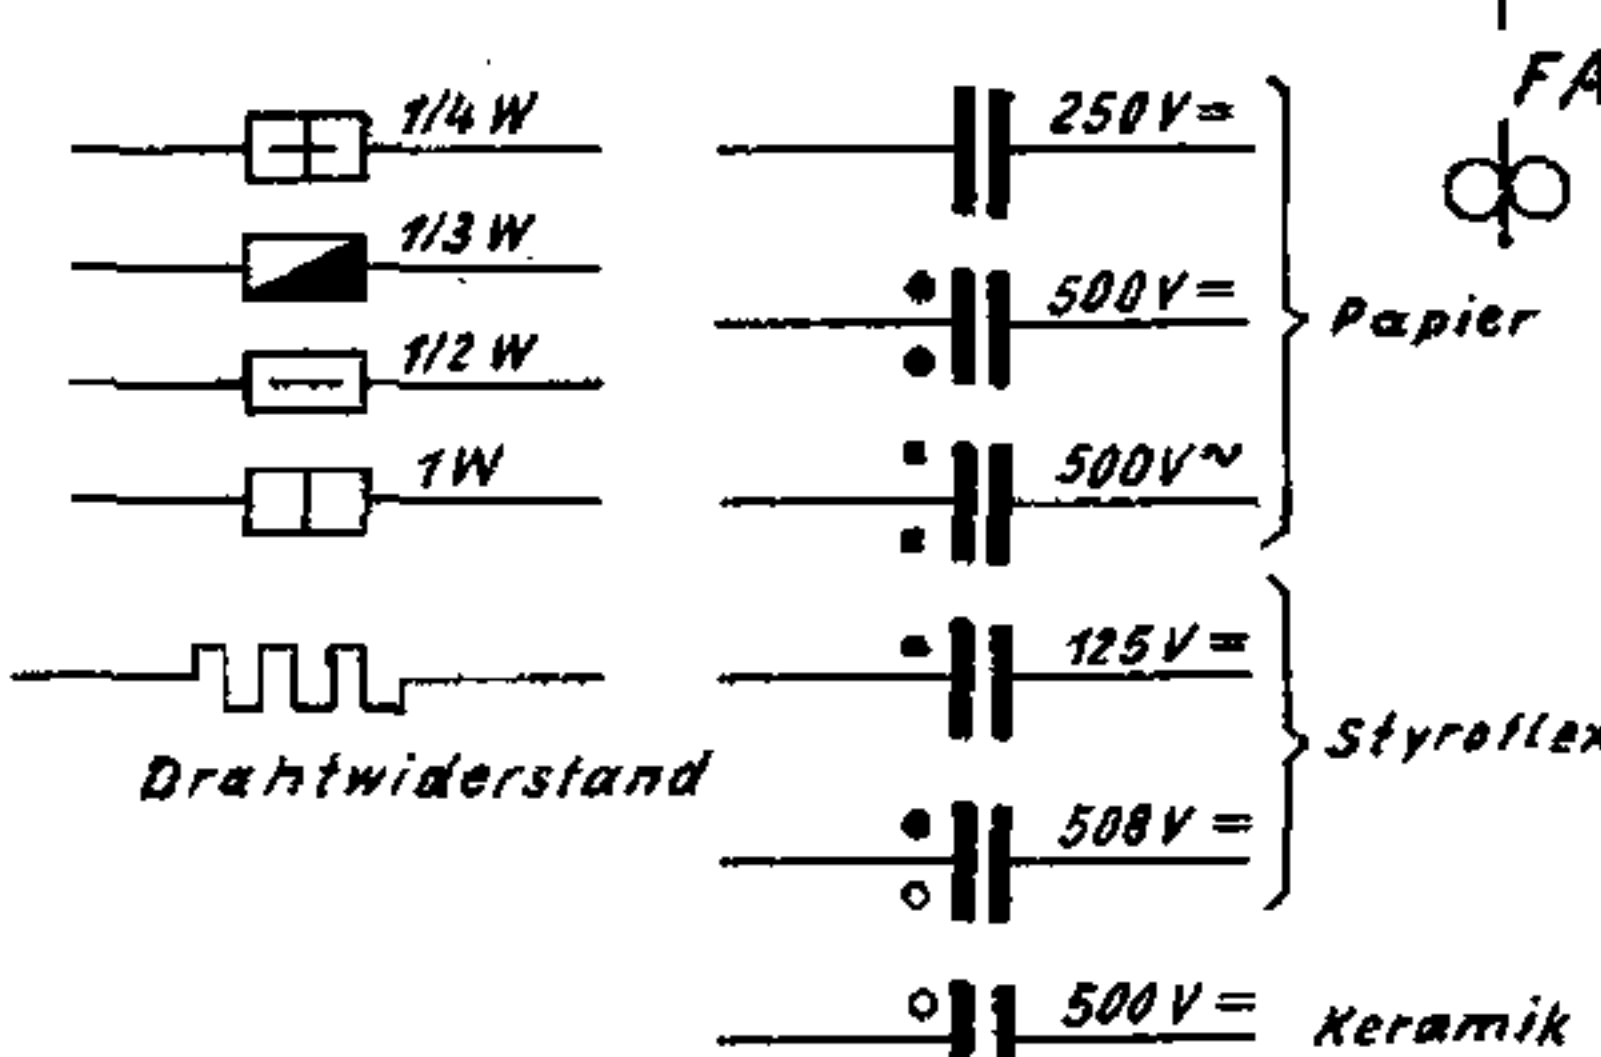 1/4 W
1/3 W
1/2 W
1 W
Drahtwiderstand
250 V =
500 V =
500 V ~
Papier
125 V =
508 V =
Styroflex
500 V =
Keramik
FA